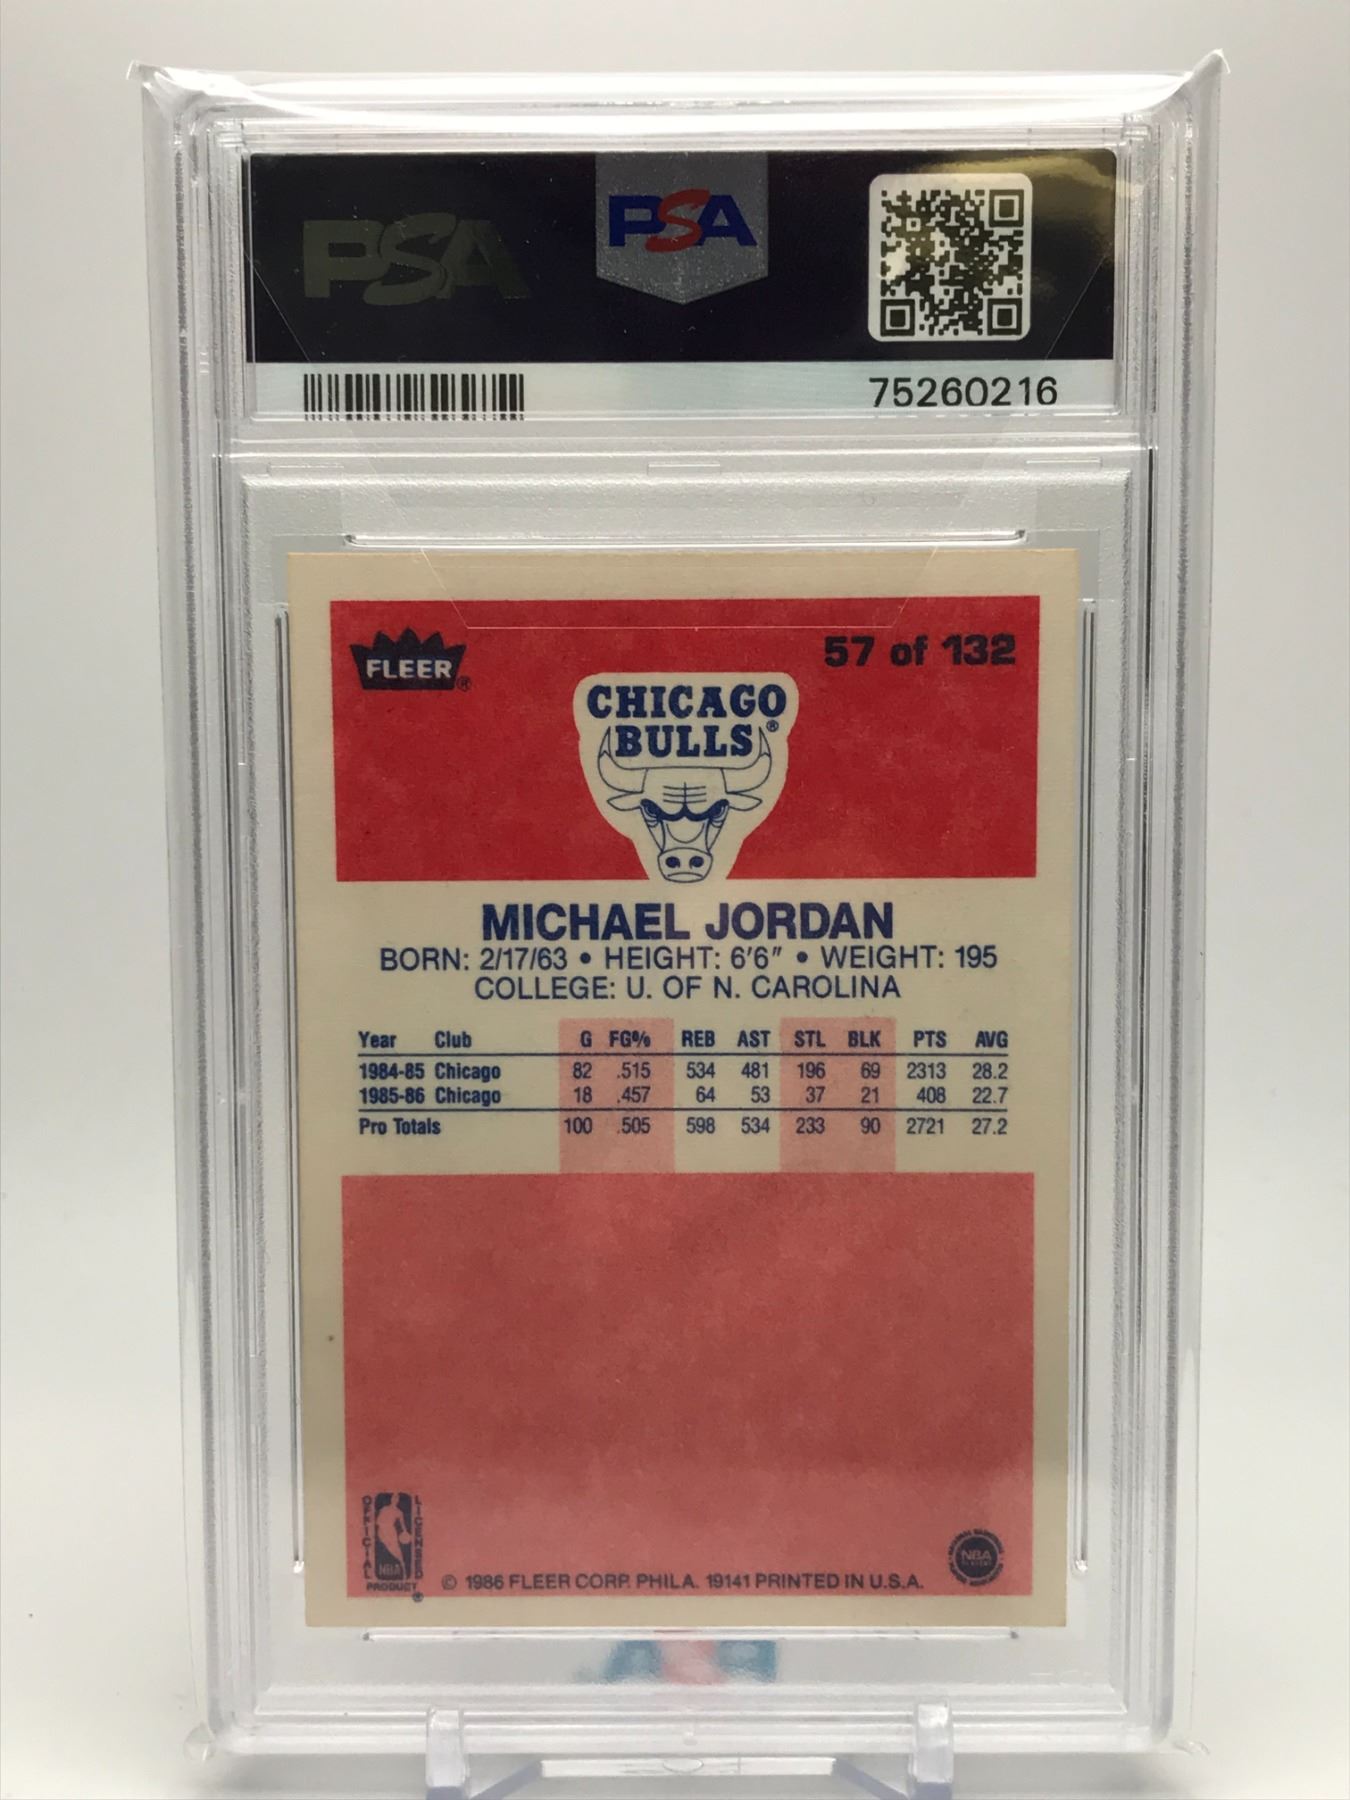 PSA
PSA
75260216
FLEER®
57 of 132
CHICAGO
BULLS®
MICHAEL JORDAN
BORN: 2/17/63 • HEIGHT: 6'6" • WEIGHT: 195
COLLEGE: U. OF N. CAROLINA
Year Club G FG% REB AST STL BLK PTS AVG
1984-85 Chicago 82 .515 534 481 196 69 2313 28.2
1985-86 Chicago 18 .457 64 53 37 21 408 22.7
Pro Totals 100 .505 598 534 233 90 2721 27.2
OFFICIAL
LICENSED
NBA
PRODUCT
®
© 1986 FLEER CORP. PHILA. 19141 PRINTED IN U.S.A.
NBA